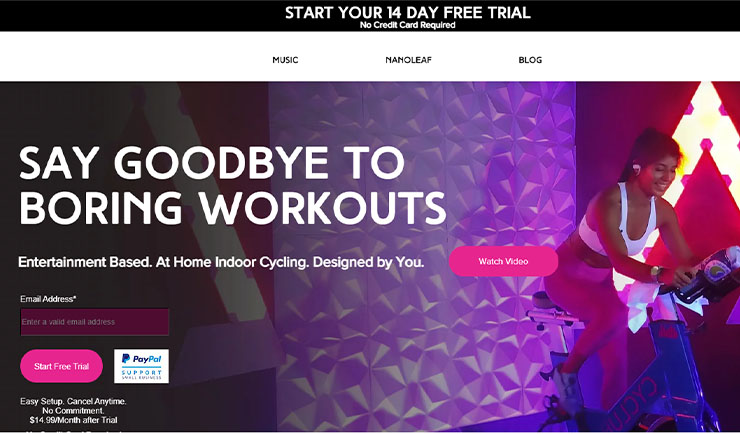 START YOUR 14 DAY FREE TRIAL
No Credit Card Required
MUSIC NANOLEAF BLOG
SAY GOODBYE TO
BORING WORKOUTS
Entertainment Based. At Home Indoor Cycling. Designed by You.
Watch Video
Email Address*
Enter a valid email address
Start Free Trial
PayPal
SUPPORT
SMALL BUSINESS
Easy Setup. Cancel Anytime.
No Commitment.
$14.99/Month after Trial